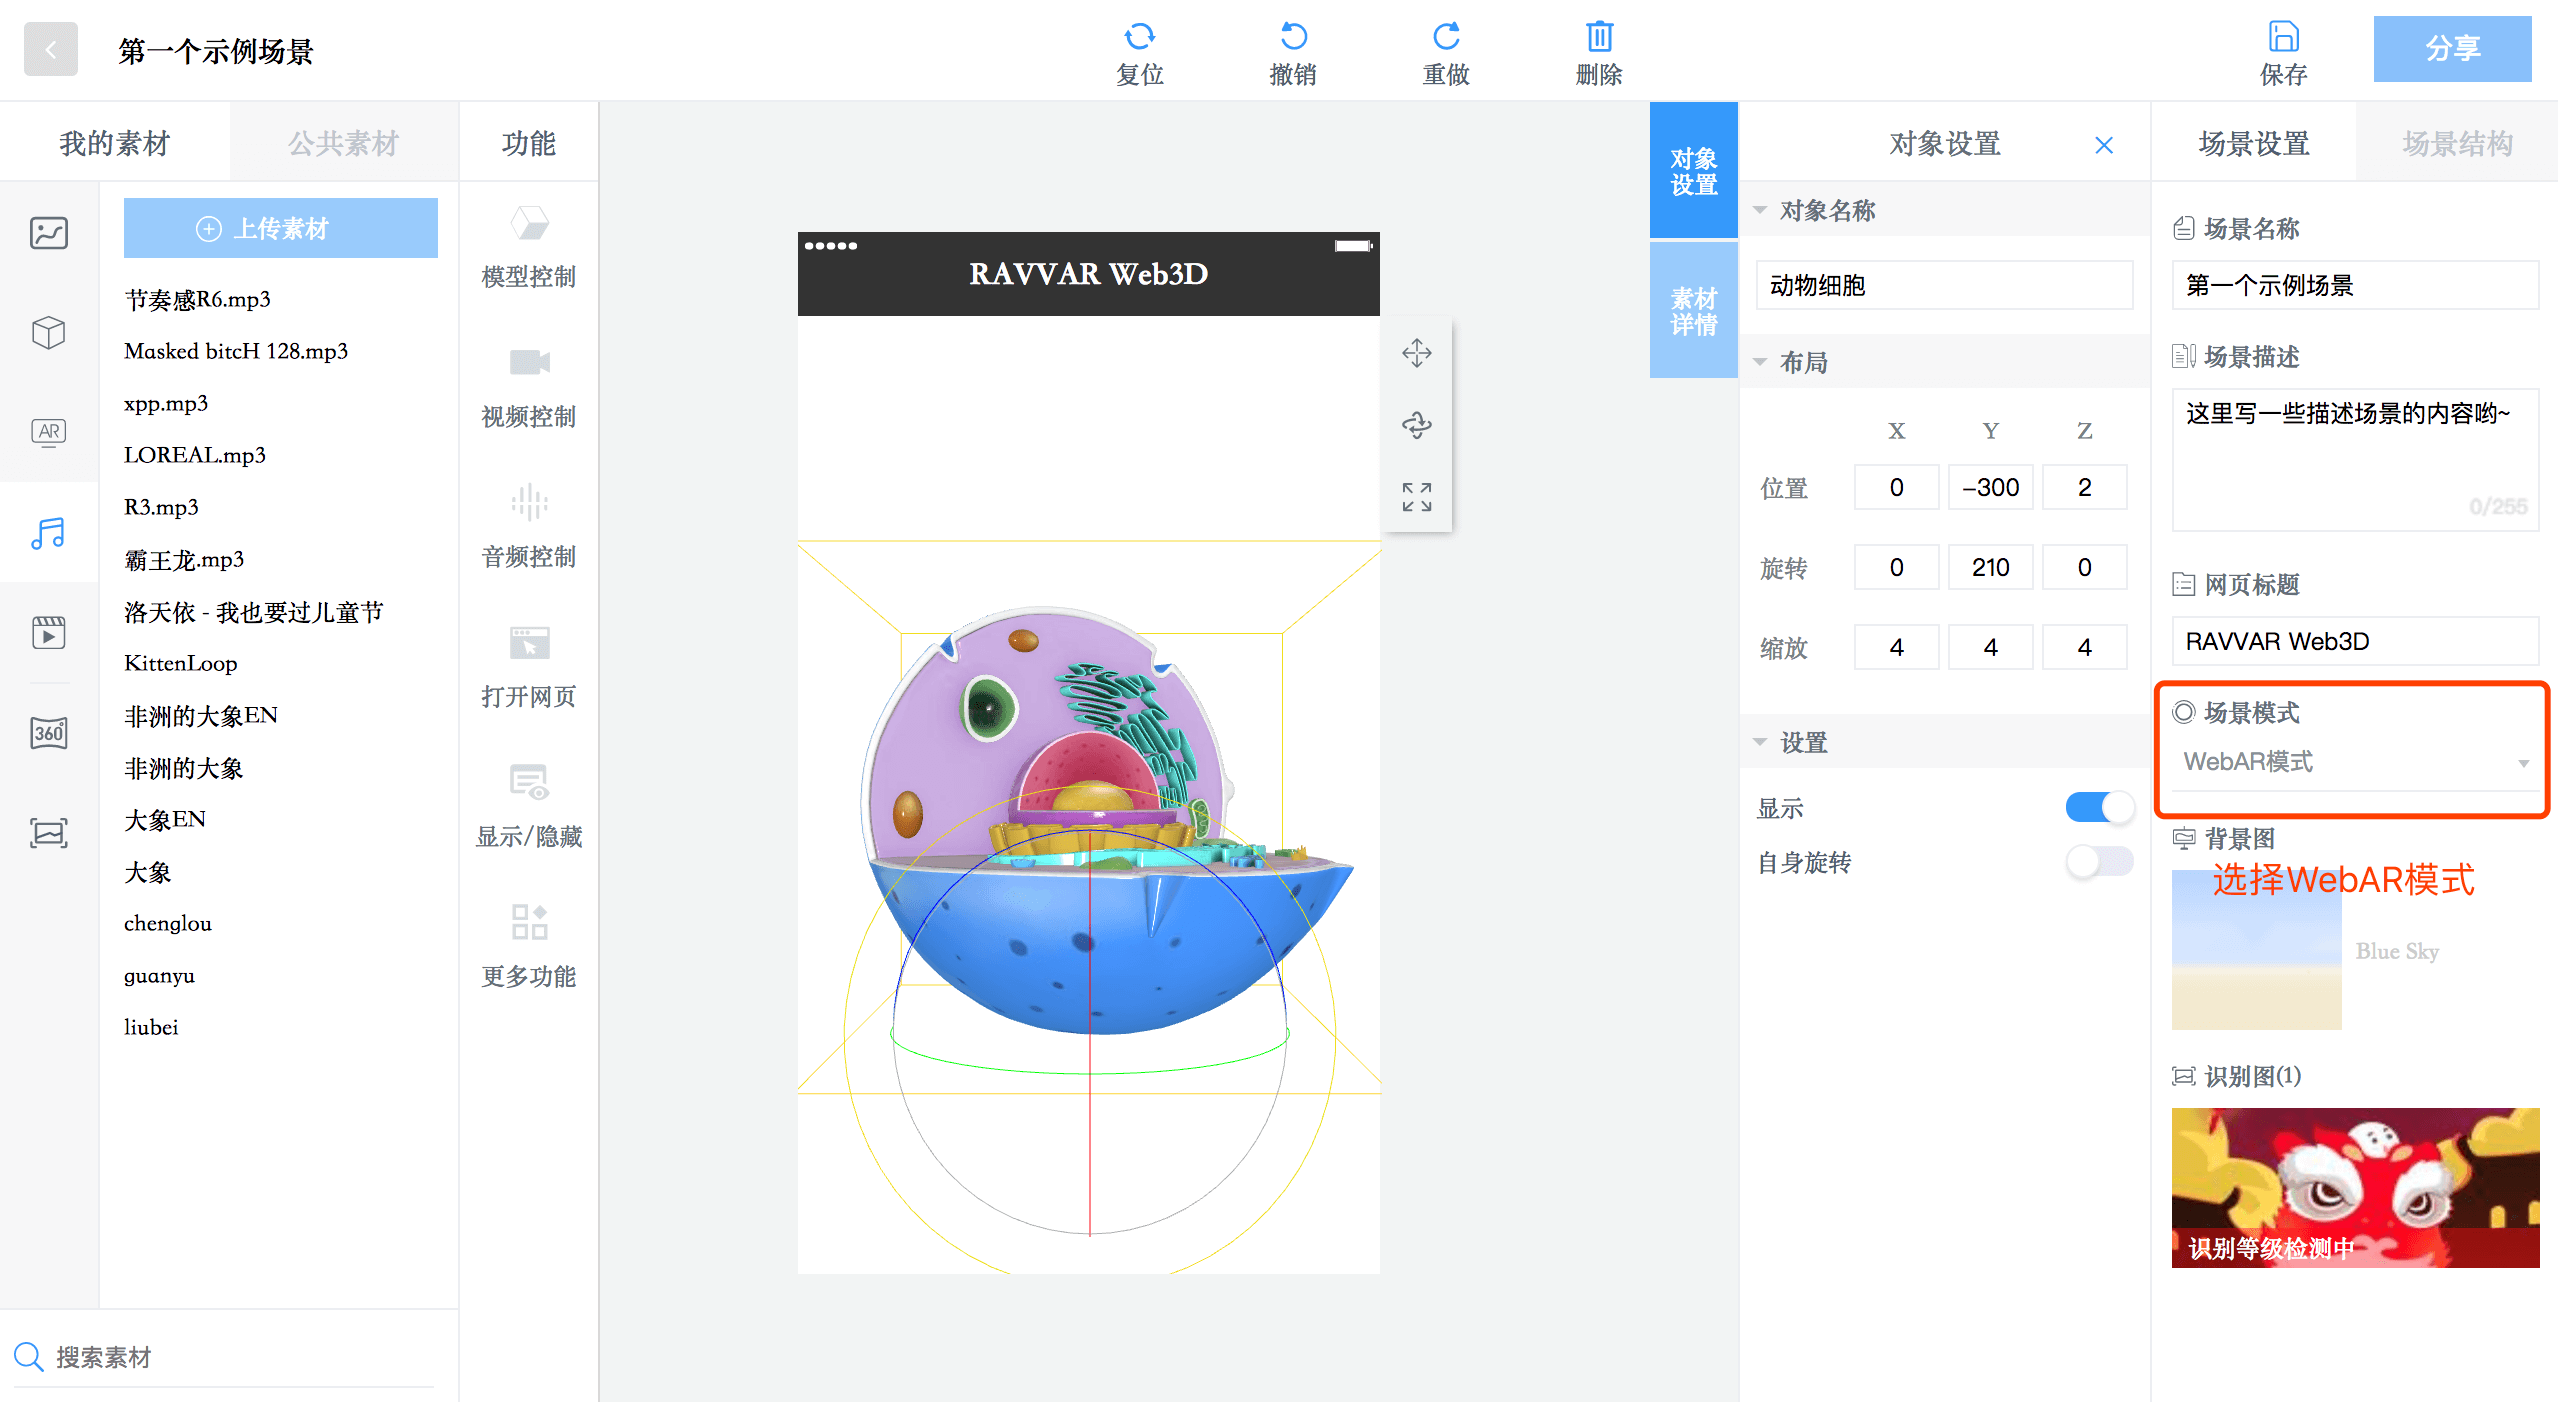 第一个示例场景
复位
撤销
重做
删除
保存
分享
我的素材
公共素材
AR
360°
上传素材
节奏感R6.mp3
Masked bitcH 128.mp3
xpp.mp3
LOREAL.mp3
R3.mp3
霸王龙.mp3
洛天依 - 我也要过儿童节
KittenLoop
非洲的大象EN
非洲的大象
大象EN
大象
chenglou
guanyu
liubei
搜索素材
功能
模型控制
视频控制
音频控制
打开网页
显示/隐藏
更多功能
RAVVAR Web3D
对象
设置
素材
详情
对象设置
对象名称
动物细胞
布局
X Y Z
位置 0 -300 2
旋转 0 210 0
缩放 4 4 4
设置
显示
自身旋转
场景设置
场景结构
场景名称
第一个示例场景
场景描述
这里写一些描述场景的内容哟~
0/255
网页标题
RAVVAR Web3D
场景模式
WebAR模式
背景图
选择WebAR模式
Blue Sky
识别图(1)
识别等级检测中